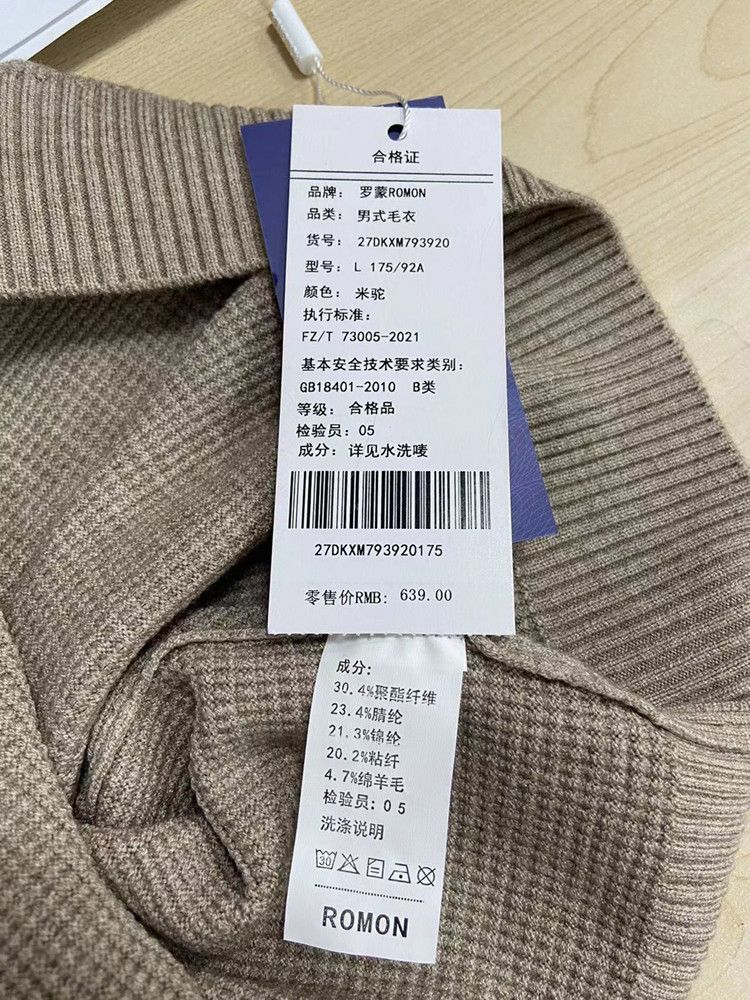 合格证
品牌： 罗蒙ROMON
品类： 男式毛衣
货号： 27DKXM793920
型号： L 175/92A
颜色： 米驼
执行标准：
FZ/T 73005-2021
基本安全技术要求类别：
GB18401-2010 B类
等级： 合格品
检验员： 05
成分： 详见水洗唛
27DKXM793920175
零售价RMB: 639.00
成分：
30.4%聚酯纤维
23.4%腈纶
21.3%锦纶
20.2%粘纤
4.7%绵羊毛
检验员: 05
洗涤说明
30
ROMON